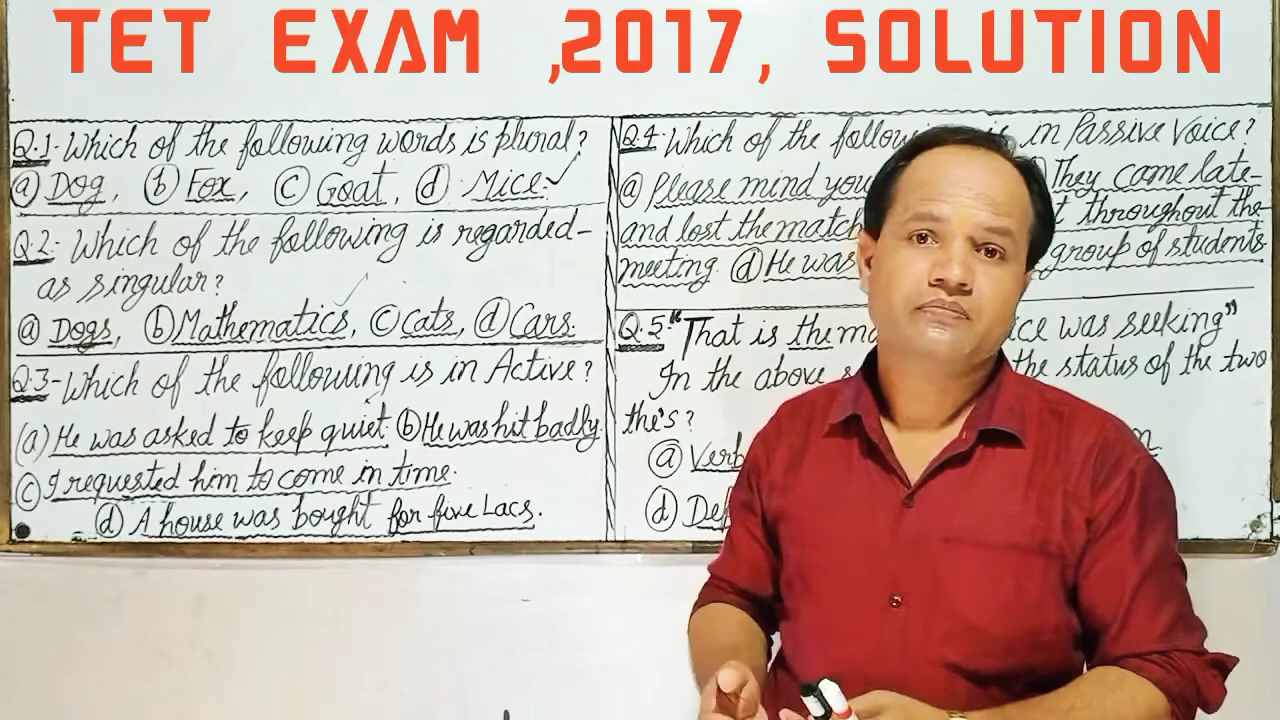 TET EXAM ,2017, SOLUTION
Q.1- Which of the following words is plural?
(a) Dog, (b) Fox, (c) Goat, (d) Mice. ✓
Q.2:- Which of the following is regarded-
as singular?
(a) Dogs, (b) Mathematics, (c) Cats, (d) Cars.
Q.3- Which of the following is in Active?
(a) He was asked to keep quiet. (b) He was hit badly.
(c) I requested him to come in time.
(d) A house was bought for five Lacs.
Q.4- Which of the is in Passive Voice?
(a) Please mind They came late-
and lost the match throughout the-
meeting. (d) He was group of students.
Q.5- "That is the was seeking"
In the above the status of the two
the's?
(a)
(d)